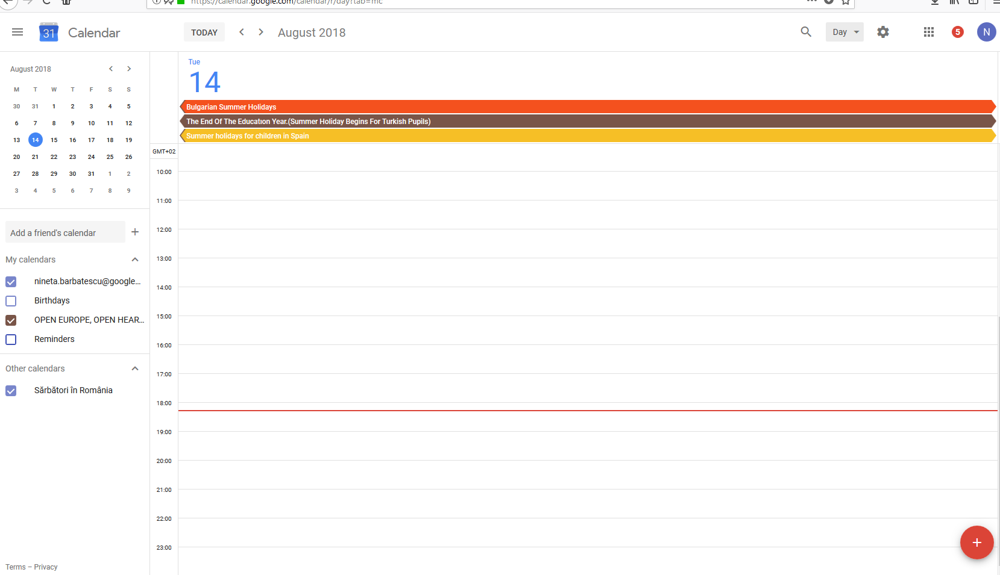 https://calendar.google.com/calendar/r/day?tab=mc
31 Calendar TODAY August 2018 Day 5 N
August 2018
M T W T F S S
30 31 1 2 3 4 5
6 7 8 9 10 11 12
13 14 15 16 17 18 19
20 21 22 23 24 25 26
27 28 29 30 31 1 2
3 4 5 6 7 8 9
Add a friend's calendar
My calendars
nineta.barbatescu@google...
Birthdays
OPEN EUROPE, OPEN HEAR...
Reminders
Other calendars
Sărbători în România
Terms – Privacy
Tue
14
Bulgarian Summer Holidays
The End Of The Educatıon Year.(Summer Holiday Begins For Turkish Pupils)
Summer holidays for children in Spain
GMT+02
10:00
11:00
12:00
13:00
14:00
15:00
16:00
17:00
18:00
19:00
20:00
21:00
22:00
23:00